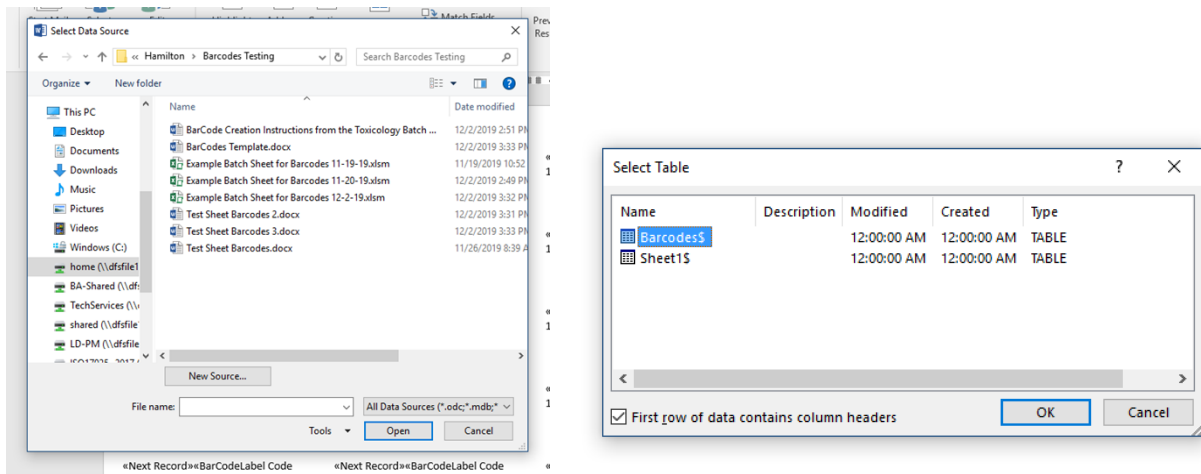 Match Fields
Prev
Res
Select Data Source
« Hamilton › Barcodes Testing
Search Barcodes Testing
Organize
New folder
This PC
Desktop
Documents
Downloads
Music
Pictures
Videos
Windows (C:)
home (\\dfsfile1
BA-Shared (\\df
TechServices (\\
shared (\\dfsfile
LD-PM (\\dfsfile
Name Date modified
BarCode Creation Instructions from the Toxicology Batch ... 12/2/2019 2:51 PM
BarCodes Template.docx 12/2/2019 3:33 PM
Example Batch Sheet for Barcodes 11-19-19.xlsm 11/19/2019 10:52
Example Batch Sheet for Barcodes 11-20-19.xlsm 12/2/2019 2:49 PM
Example Batch Sheet for Barcodes 12-2-19.xlsm 12/2/2019 3:32 PM
Test Sheet Barcodes 2.docx 12/2/2019 3:31 PM
Test Sheet Barcodes 3.docx 12/2/2019 3:33 PM
Test Sheet Barcodes.docx 11/26/2019 8:39 A
New Source...
File name:
All Data Sources (*.odc;*.mdb;*
Tools
Open
Cancel
«Next Record»«BarCodeLabel Code «Next Record»«BarCodeLabel Code «
Select Table
?
Name Description Modified Created Type
Barcodes$ 12:00:00 AM 12:00:00 AM TABLE
Sheet1$ 12:00:00 AM 12:00:00 AM TABLE
First row of data contains column headers
OK
Cancel